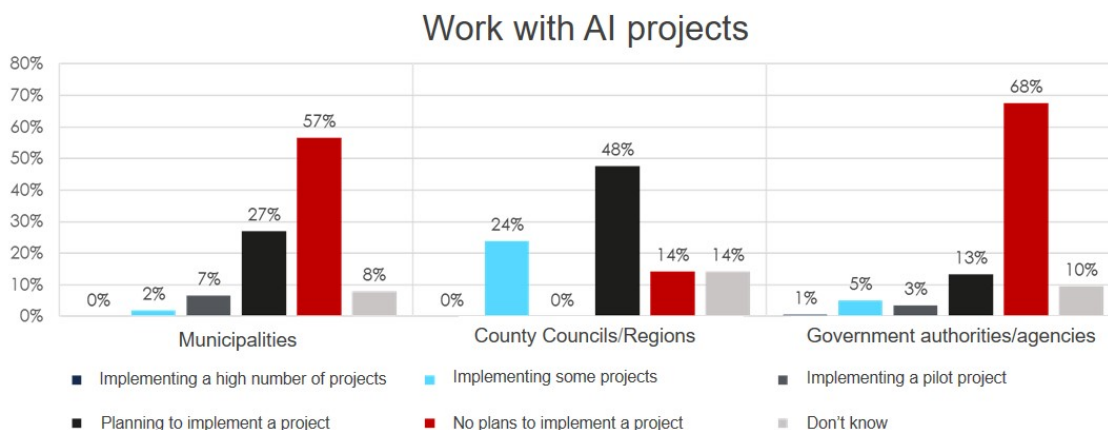 Work with AI projects
80%
70%
60%
50%
40%
30%
20%
10%
0%
0%
2%
7%
27%
57%
8%
0%
24%
0%
48%
14%
14%
1%
5%
3%
13%
68%
10%
Municipalities
County Councils/Regions
Government authorities/agencies
Implementing a high number of projects
Implementing some projects
Implementing a pilot project
Planning to implement a project
No plans to implement a project
Don't know